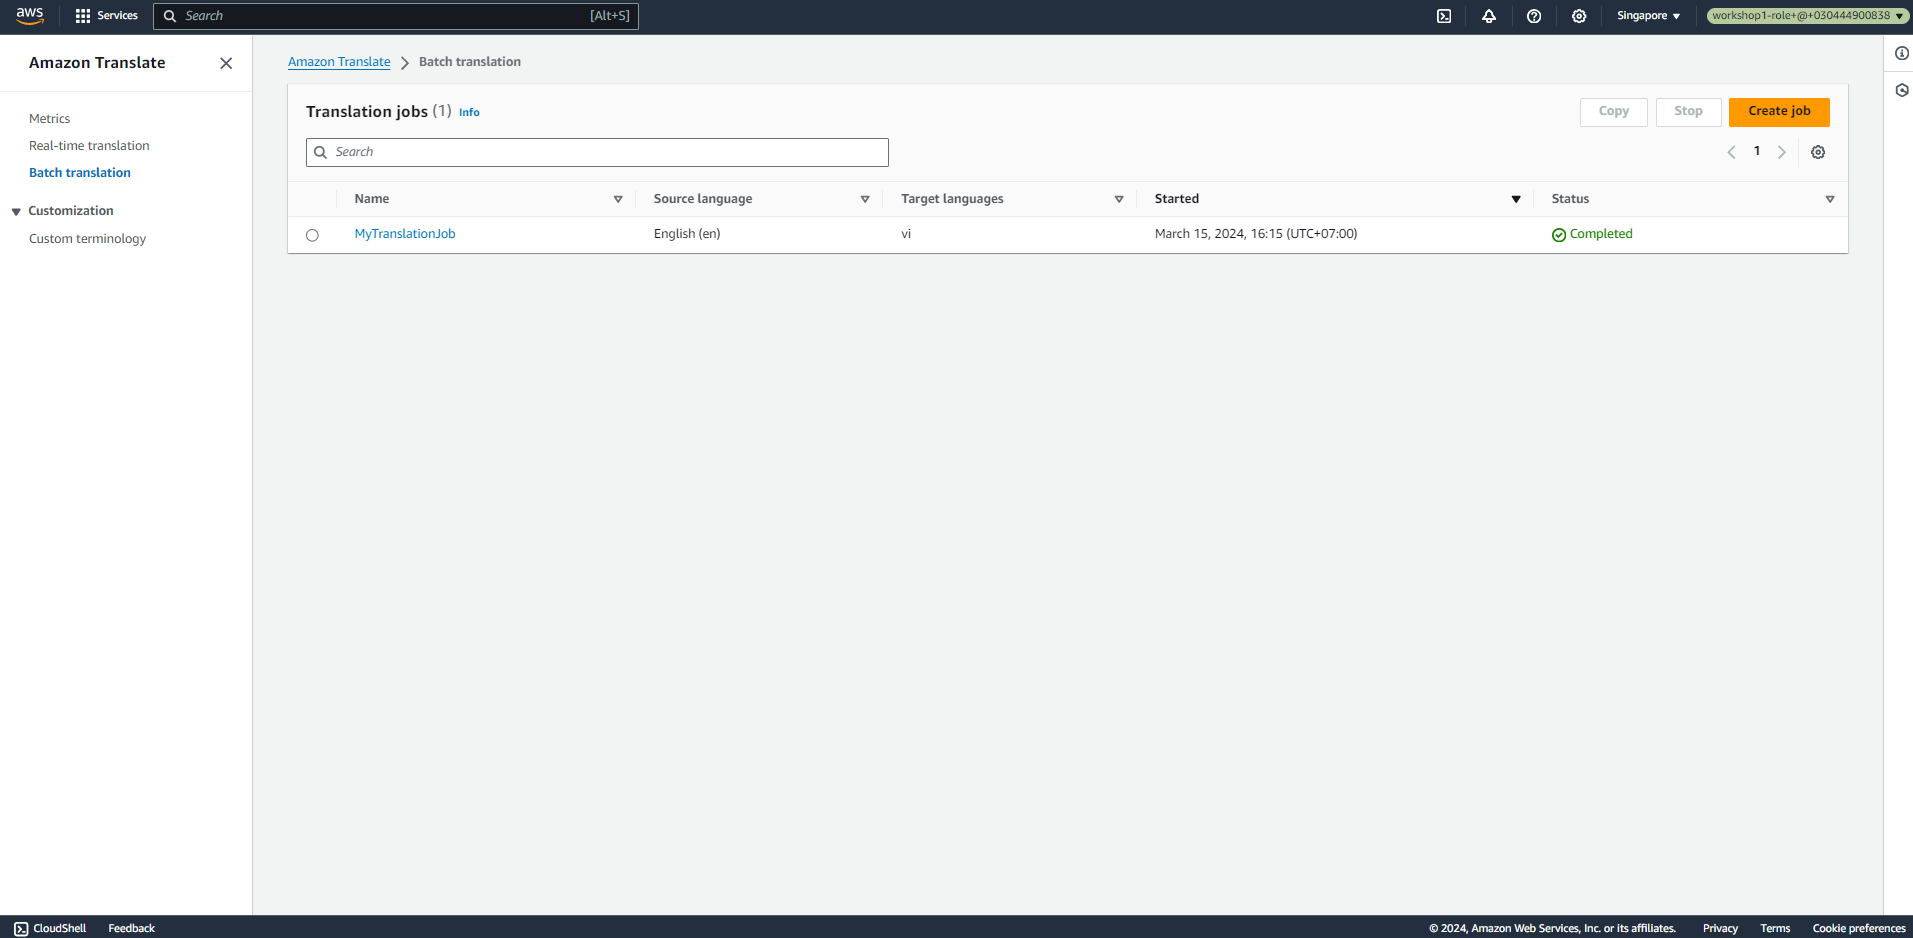 aws
Services
Search [Alt+S]
Singapore
workshop1-role+@+030444900838
Amazon Translate
Metrics
Real-time translation
Batch translation
Customization
Custom terminology
Amazon Translate
Batch translation
Translation jobs (1) Info
Copy
Stop
Create job
Search
1
Name
Source language
Target languages
Started
Status
MyTranslationJob
English (en)
vi
March 15, 2024, 16:15 (UTC+07:00)
Completed
CloudShell
Feedback
© 2024, Amazon Web Services, Inc. or its affiliates.
Privacy
Terms
Cookie preferences